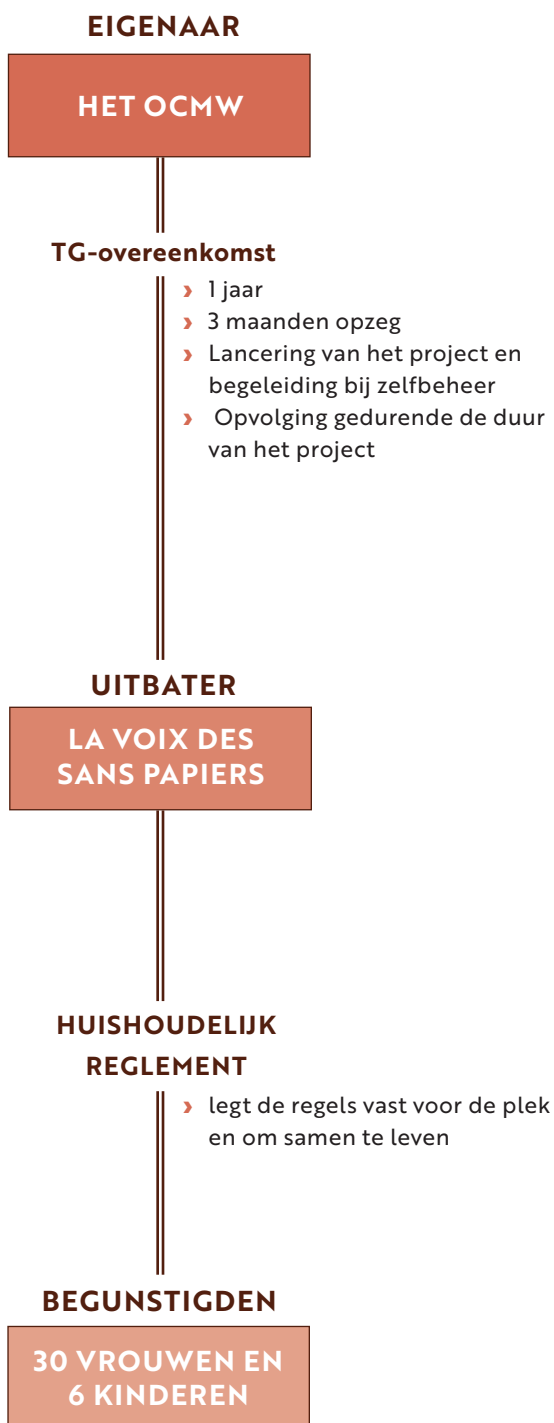 EIGENAAR
HET OCMW
TG-overeenkomst
› 1 jaar
› 3 maanden opzeg
› Lancering van het project en
begeleiding bij zelfbeheer
› Opvolging gedurende de duur
van het project
UITBATER
LA VOIX DES
SANS PAPIERS
HUISHOUDELIJK
REGLEMENT
› legt de regels vast voor de plek
en om samen te leven
BEGUNSTIGDEN
30 VROUWEN EN
6 KINDEREN